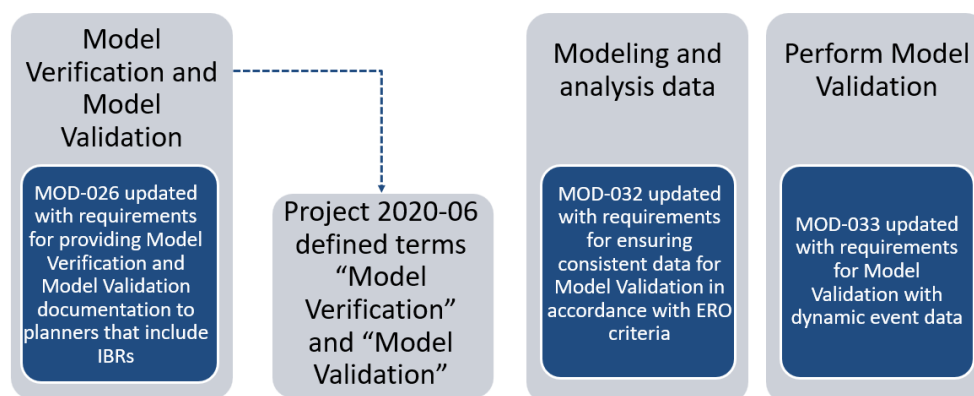 Model
Verification and
Model
Validation
MOD-026 updated
with requirements
for providing Model
Verification and
Model Validation
documentation to
planners that include
IBRs
Project 2020-06
defined terms
“Model
Verification”
and “Model
Validation”
Modeling and
analysis data
MOD-032 updated
with requirements
for ensuring
consistent data for
Model Validation in
accordance with ERO
criteria
Perform Model
Validation
MOD-033 updated
with requirements
for Model
Validation with
dynamic event data